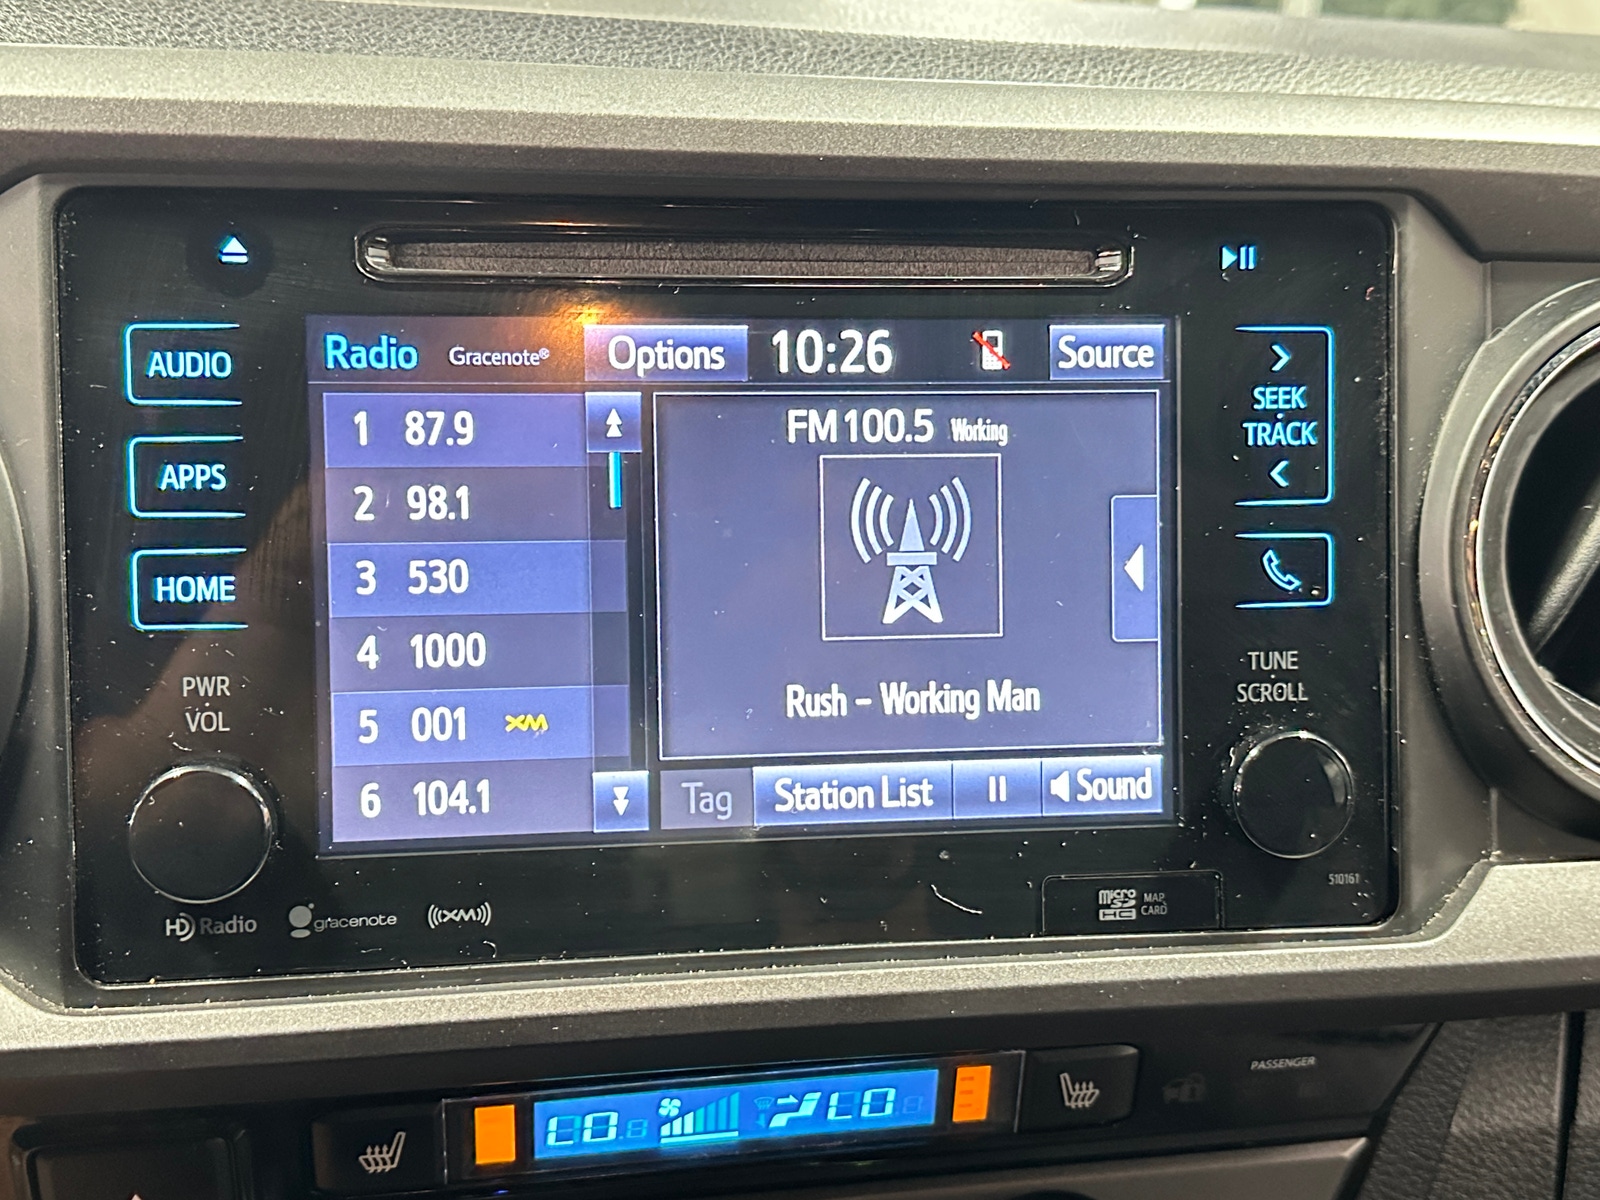 AUDIO
APPS
HOME
PWR
VOL
Radio Gracenote® Options 10:26 Source
1 87.9
2 98.1
3 530
4 1000
5 001 XM
6 104.1
FM 100.5 Working
Rush – Working Man
Tag Station List Sound
SEEK
TRACK
TUNE
SCROLL
510161
HD Radio gracenote ((XM))
micro SD HC MAP CARD
PASSENGER
LO LO